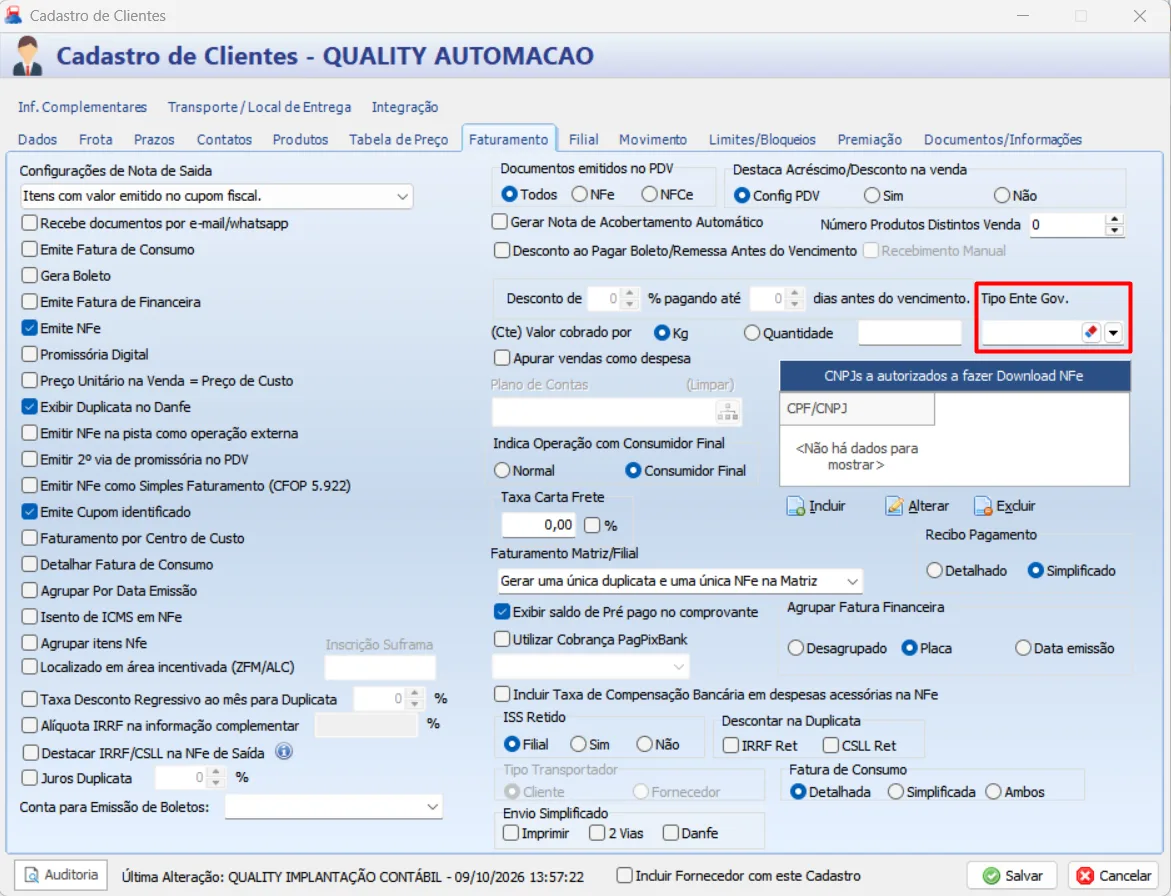 Cadastro de Clientes
Cadastro de Clientes - QUALITY AUTOMACAO
Inf. Complementares Transporte / Local de Entrega Integração
Dados Frota Prazos Contatos Produtos Tabela de Preço Faturamento Filial Movimento Limites/Bloqueios Premiação Documentos/Informações
Configurações de Nota de Saida
Itens com valor emitido no cupom fiscal.
Recebe documentos por e-mail/whatsapp
Emite Fatura de Consumo
Gera Boleto
Emite Fatura de Financeira
Emite NFe
Promissória Digital
Preço Unitário na Venda = Preço de Custo
Exibir Duplicata no Danfe
Emitir NFe na pista como operação externa
Emitir 2º via de promissória no PDV
Emitir NFe como Simples Faturamento (CFOP 5.922)
Emite Cupom identificado
Faturamento por Centro de Custo
Detalhar Fatura de Consumo
Agrupar Por Data Emissão
Isento de ICMS em NFe
Agrupar itens Nfe Inscrição Suframa
Localizado em área incentivada (ZFM/ALC)
Taxa Desconto Regressivo ao mês para Duplicata 0 %
Alíquota IRRF na informação complementar %
Destacar IRRF/CSLL na NFe de Saída
Juros Duplicata 0 %
Conta para Emissão de Boletos:
Documentos emitidos no PDV
Todos NFe NFCe
Destaca Acréscimo/Desconto na venda
Config PDV Sim Não
Gerar Nota de Acobertamento Automático
Número Produtos Distintos Venda 0
Desconto ao Pagar Boleto/Remessa Antes do Vencimento Recebimento Manual
Desconto de 0 % pagando até 0 dias antes do vencimento.
Tipo Ente Gov.
(Cte) Valor cobrado por Kg Quantidade
Apurar vendas como despesa
Plano de Contas (Limpar)
CNPJs a autorizados a fazer Download NFe
CPF/CNPJ
<Não há dados para
mostrar>
Incluir Alterar Excluir
Indica Operação com Consumidor Final
Normal Consumidor Final
Taxa Carta Frete
0,00 %
Recibo Pagamento
Detalhado Simplificado
Faturamento Matriz/Filial
Gerar uma única duplicata e uma única NFe na Matriz
Exibir saldo de Pré pago no comprovante
Agrupar Fatura Financeira
Desagrupado Placa Data emissão
Utilizar Cobrança PagPixBank
Incluir Taxa de Compensação Bancária em despesas acessórias na NFe
ISS Retido
Filial Sim Não
Descontar na Duplicata
IRRF Ret CSLL Ret
Tipo Transportador
Cliente Fornecedor
Fatura de Consumo
Detalhada Simplificada Ambos
Envio Simplificado
Imprimir 2 Vias Danfe
Auditoria Última Alteração: QUALITY IMPLANTAÇÃO CONTÁBIL - 09/10/2026 13:57:22 Incluir Fornecedor com este Cadastro Salvar Cancelar